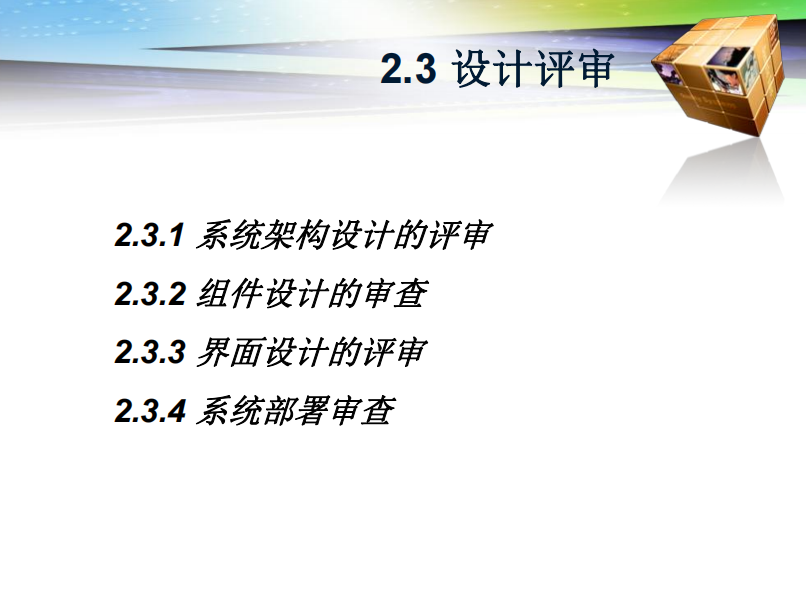 2.3 设计评审
2.3.1 系统架构设计的评审
2.3.2 组件设计的审查
2.3.3 界面设计的评审
2.3.4 系统部署审查